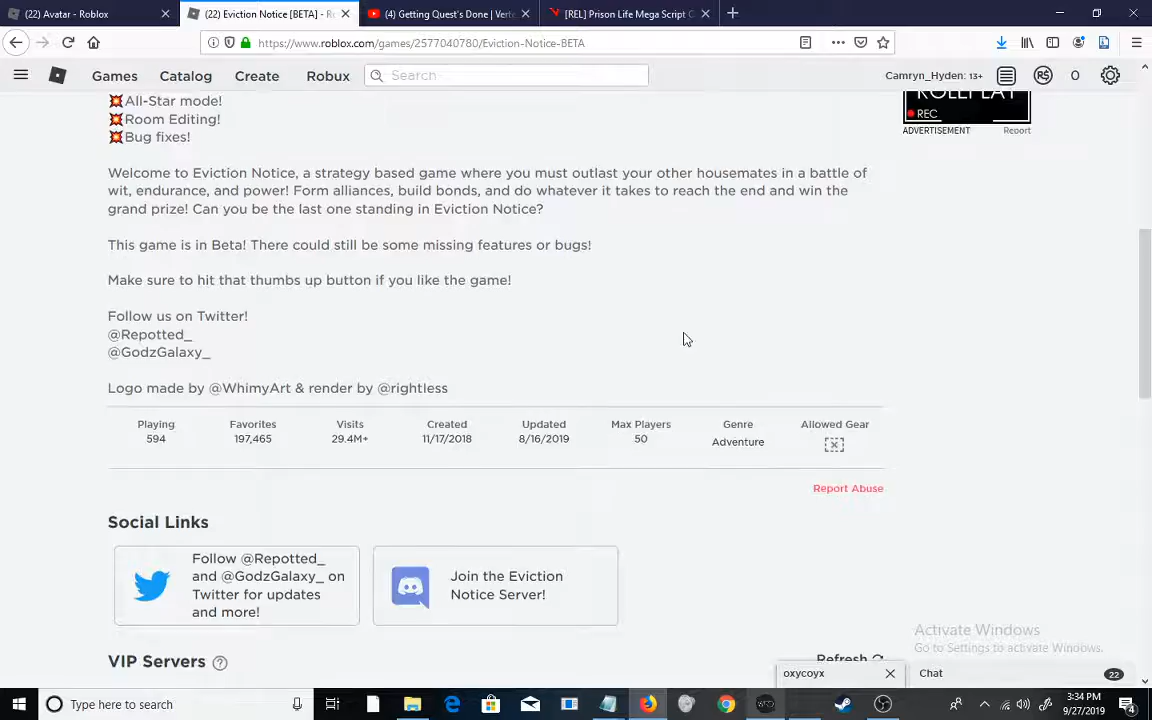 (22) Avatar - Roblox
(22) Eviction Notice [BETA] - R
(4) Getting Quest's Done | Vert
[REL] Prison Life Mega Script C
https://www.roblox.com/games/2577040780/Eviction-Notice-BETA
Games Catalog Create Robux Search Camryn_Hyden: 13+ 0
💥All-Star mode!
💥Room Editing!
💥Bug fixes!
REC
ADVERTISEMENT Report
Welcome to Eviction Notice, a strategy based game where you must outlast your other housemates in a battle of
wit, endurance, and power! Form alliances, build bonds, and do whatever it takes to reach the end and win the
grand prize! Can you be the last one standing in Eviction Notice?
This game is in Beta! There could still be some missing features or bugs!
Make sure to hit that thumbs up button if you like the game!
Follow us on Twitter!
@Repotted_
@GodzGalaxy_
Logo made by @WhimyArt & render by @rightless
Playing Favorites Visits Created Updated Max Players Genre Allowed Gear
594 197,465 29.4M+ 11/17/2018 8/16/2019 50 Adventure
Report Abuse
Social Links
Follow @Repotted_
and @GodzGalaxy_ on
Twitter for updates
and more!
Join the Eviction
Notice Server!
Activate Windows
Go to Settings to activate Windows.
VIP Servers ?
Refresh
oxycoyx
Chat 22
Type here to search
3:34 PM
9/27/2019
4